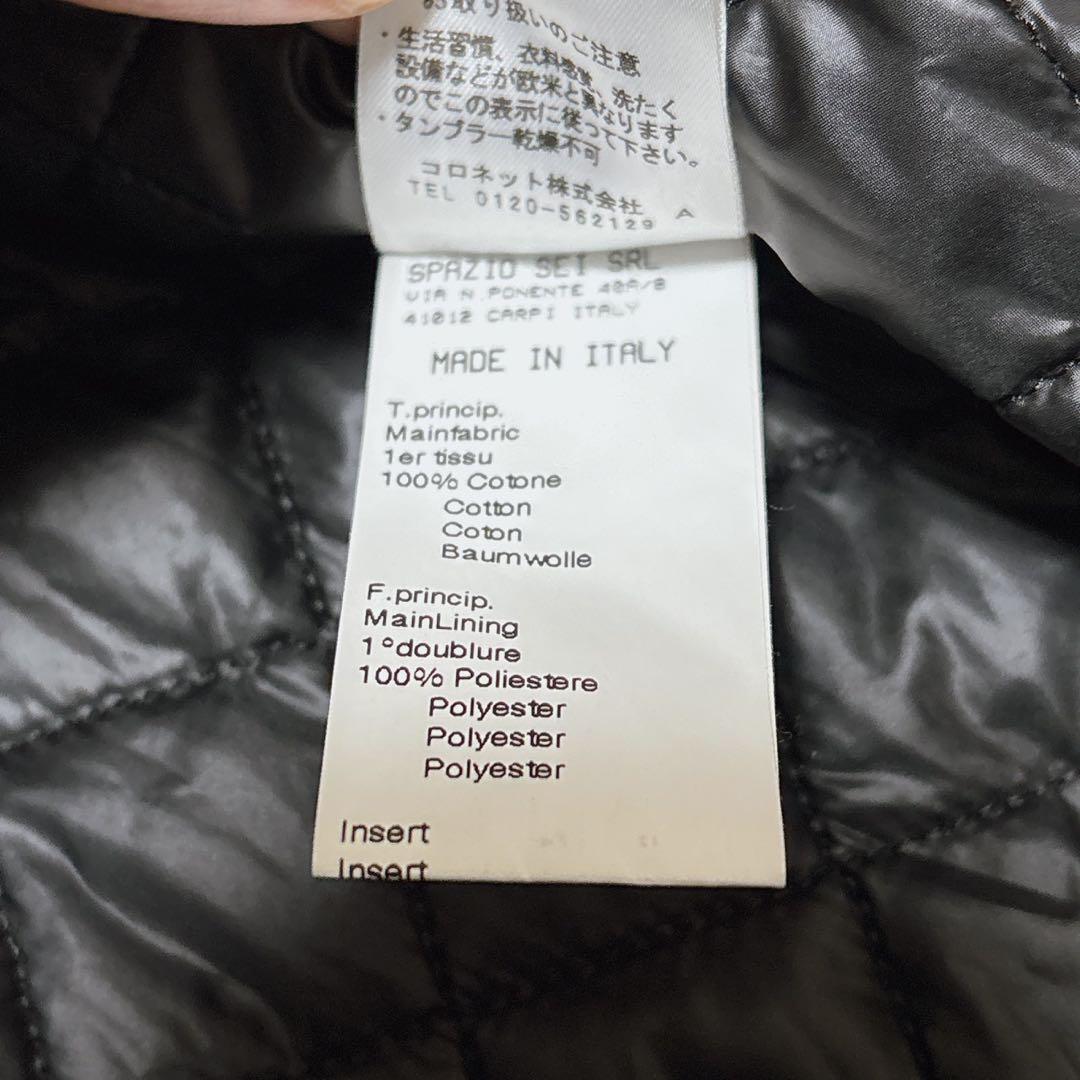 お取り扱いのご注意
・生活習慣、衣料感覚、洗たく
設備などが欧米と異なります
のでこの表示に従って下さい。
・タンブラー乾燥不可
コロネット株式会社 A
TEL 0120-562129
SPAZIO SEI SRL
VIA N.PONENTE 40A/B
41012 CARPI ITALY
MADE IN ITALY
T.princip.
Mainfabric
1er tissu
100% Cotone
Cotton
Coton
Baumwolle
F.princip.
MainLining
1°doublure
100% Poliestere
Polyester
Polyester
Polyester
Insert
Insert